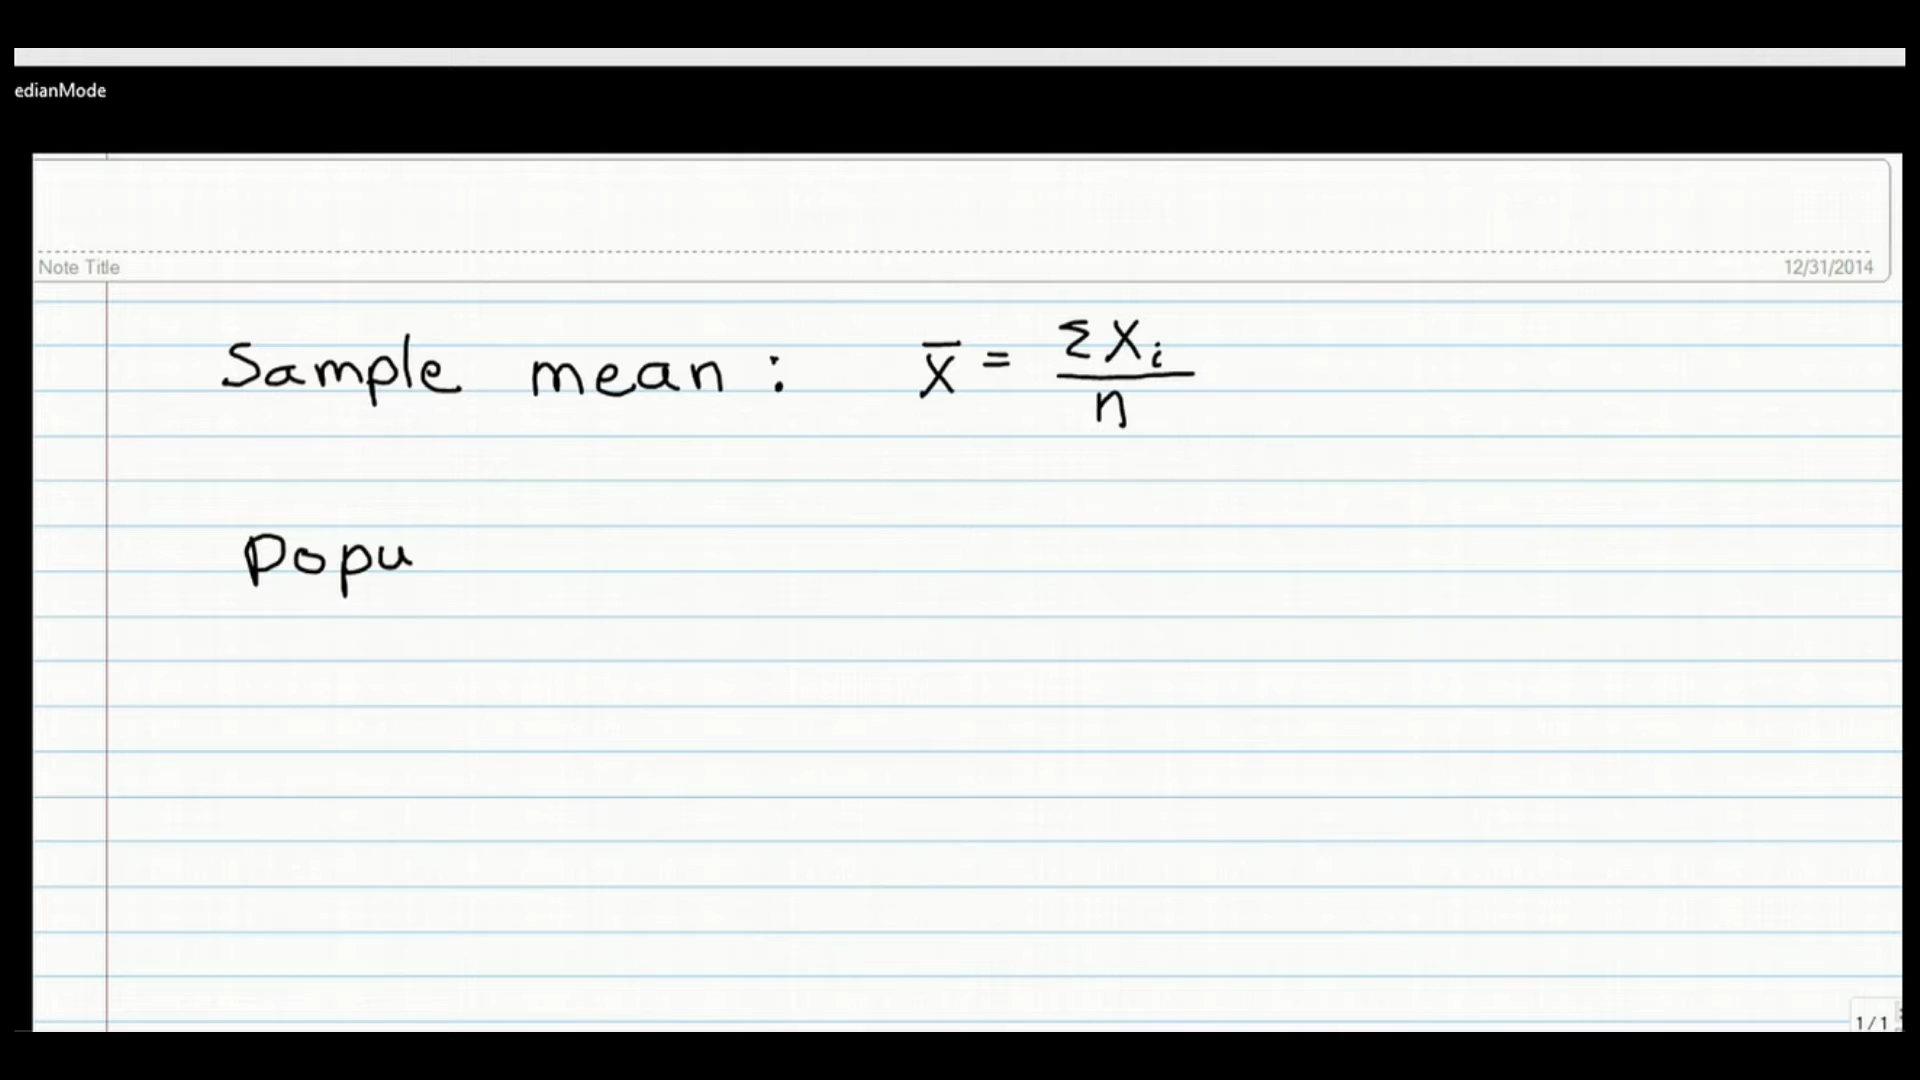 edianMode
Note Title
12/31/2014
Sample mean : x̄ = Σxᵢ / n
Popu
1 / 1